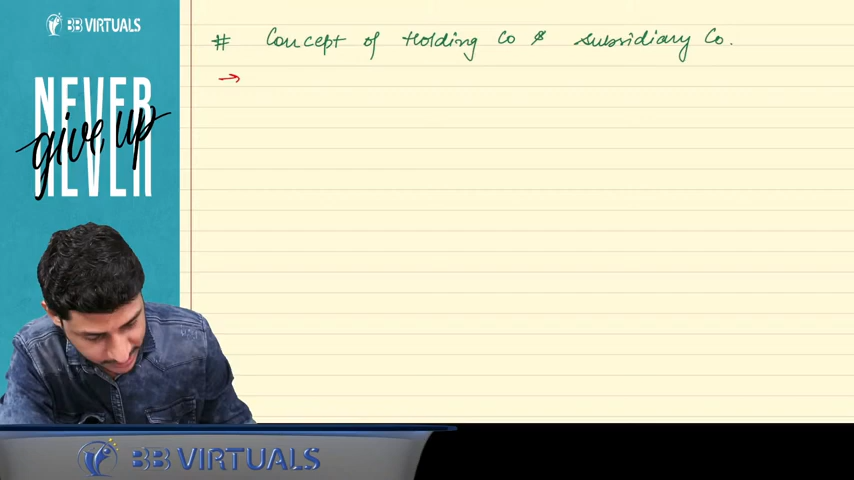 BB VIRTUALS
# Concept of Holding Co & Subsidiary Co.
→
NEVER
give up
NEVER
BB VIRTUALS